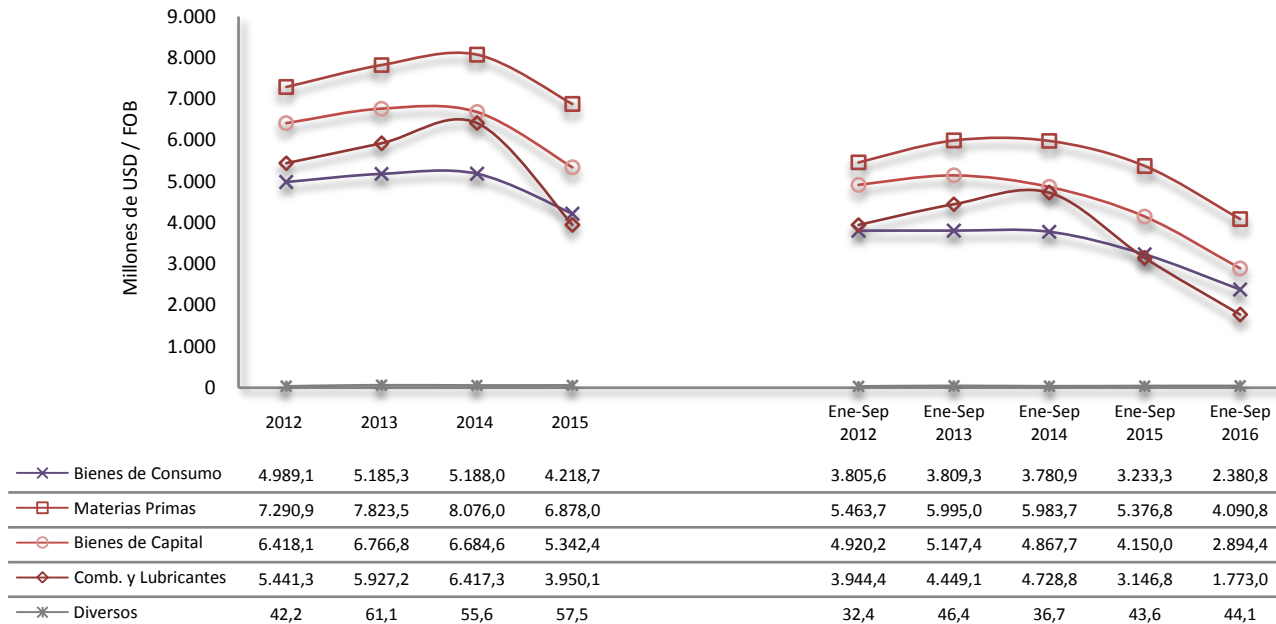 9.000
8.000
7.000
6.000
5.000
4.000
3.000
2.000
1.000
0
Millones de USD / FOB
2012 2013 2014 2015 Ene-Sep 2012 Ene-Sep 2013 Ene-Sep 2014 Ene-Sep 2015 Ene-Sep 2016
Bienes de Consumo 4.989,1 5.185,3 5.188,0 4.218,7 3.805,6 3.809,3 3.780,9 3.233,3 2.380,8
Materias Primas 7.290,9 7.823,5 8.076,0 6.878,0 5.463,7 5.995,0 5.983,7 5.376,8 4.090,8
Bienes de Capital 6.418,1 6.766,8 6.684,6 5.342,4 4.920,2 5.147,4 4.867,7 4.150,0 2.894,4
Comb. y Lubricantes 5.441,3 5.927,2 6.417,3 3.950,1 3.944,4 4.449,1 4.728,8 3.146,8 1.773,0
Diversos 42,2 61,1 55,6 57,5 32,4 46,4 36,7 43,6 44,1